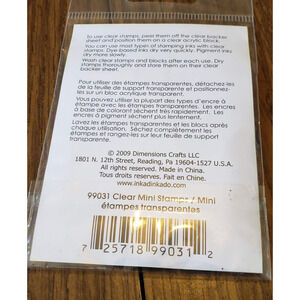 To use clear stamps, peel them off the clear backer
sheet and position them on a clear acrylic block.
You can use most types of stamping inks with clear
stamps. Dye based inks dry very quickly. Pigment inks
dry more slowly.
Wash clear stamps and blocks after each use. Dry
stamps thoroughly and store them on their clear
backer sheet.
Pour utiliser des étampes transparentes, détachez-les
de la feuille de support transparente et positionnez-
les sur un bloc acrylique transparent.
Vous pouvez utiliser la plupart des types d'encre à
étampe avec les étampes transparentes. Les encres
à base de colorant sèchent très rapidement. Les
encres à pigment sèchent plus lentement.
Lavez les étampes transparentes et les blocs après
chaque utilisation. Séchez complètement les
étampes et rangez-les sur leur feuille de support
transparente.
© 2009 Dimensions Crafts LLC
1801 N. 12th Street, Reading, Pa 19604-1527 U.S.A.
All rights reserved. Made in China.
Tous droits reserves. Fait en Chine.
www.inkadinkado.com
99031 Clear Mini Stamps / Mini
étampes transparentes
7 25718 99031 2